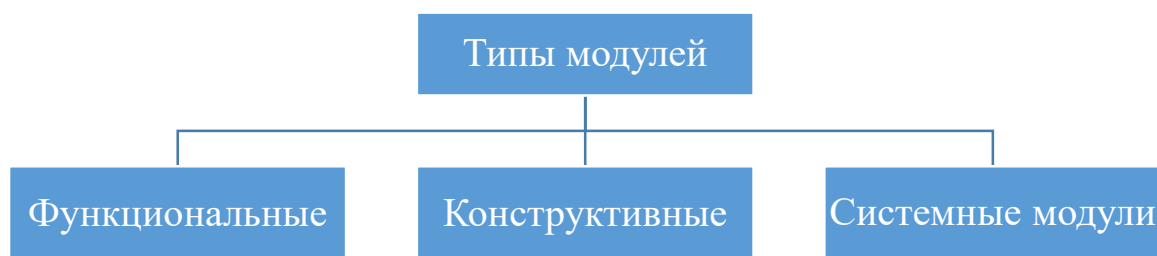 Типы модулей
Функциональные
Конструктивные
Системные модули